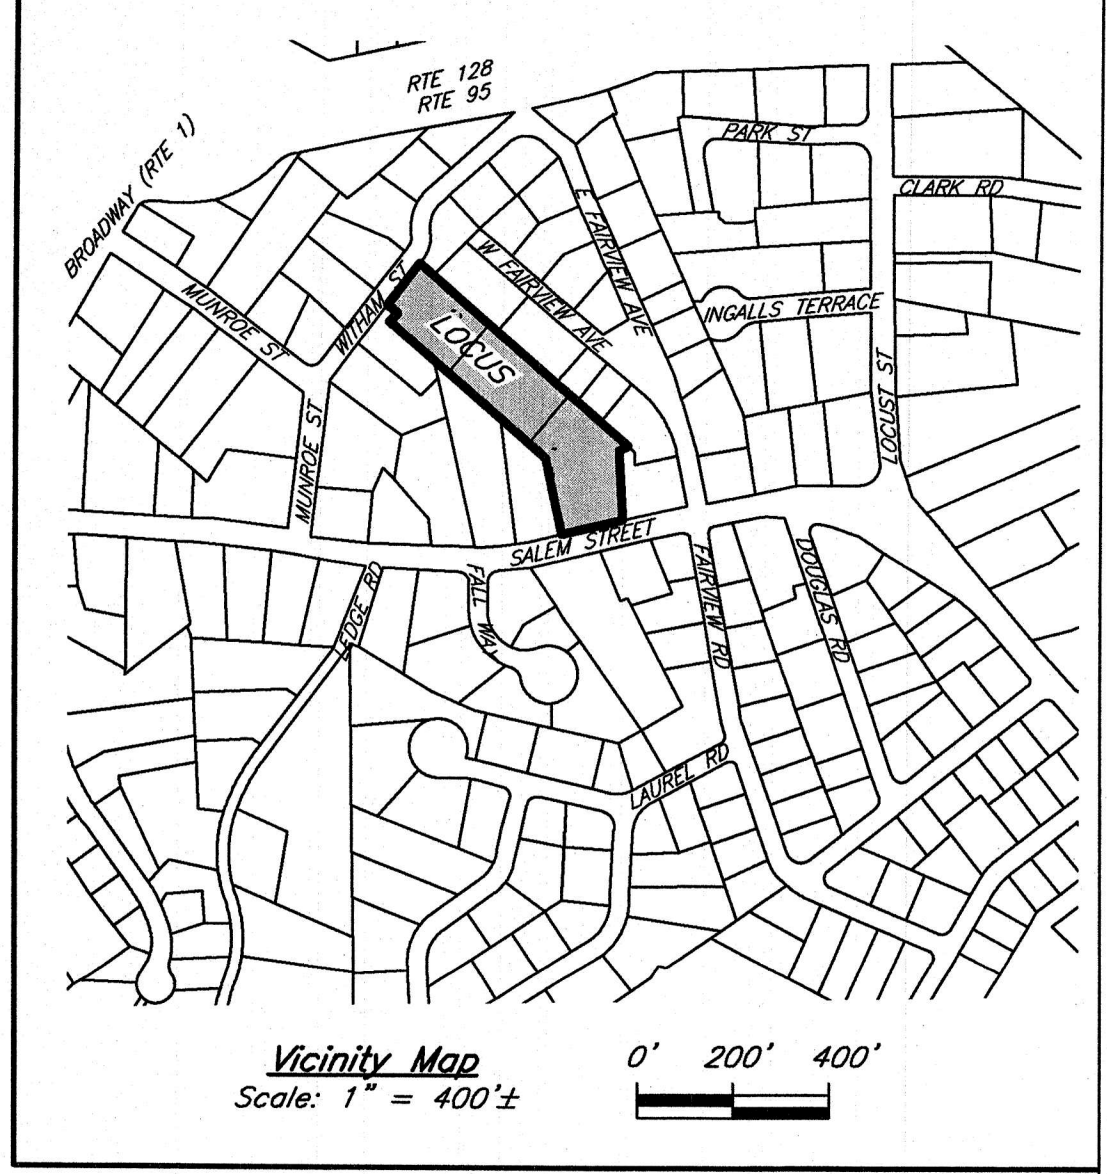 RTE 128
RTE 95
BROADWAY (RTE 1)
PARK ST
CLARK RD
E FAIRVIEW AVE
W FAIRVIEW AVE
MUNROE ST
WITHAM ST
INGALLS TERRACE
LOCUS
LOCUST ST
MUNROE ST
SALEM STREET
LEDGE RD
FALL WAY
FAIRVIEW RD
DOUGLAS RD
LAUREL RD
Vicinity Map
Scale: 1" = 400'±
0' 200' 400'